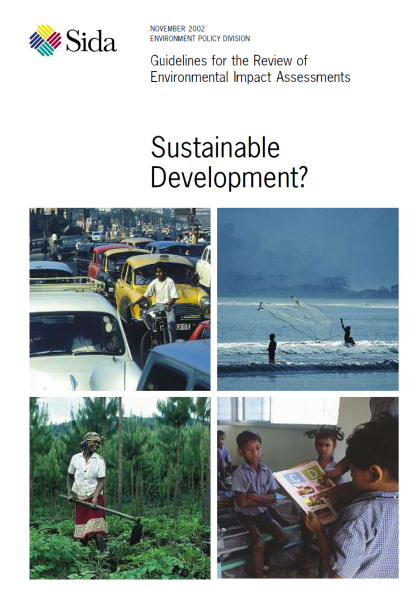 Sida
NOVEMBER 2002
ENVIRONMENT POLICY DIVISION
Guidelines for the Review of
Environmental Impact Assessments
Sustainable
Development?
C D